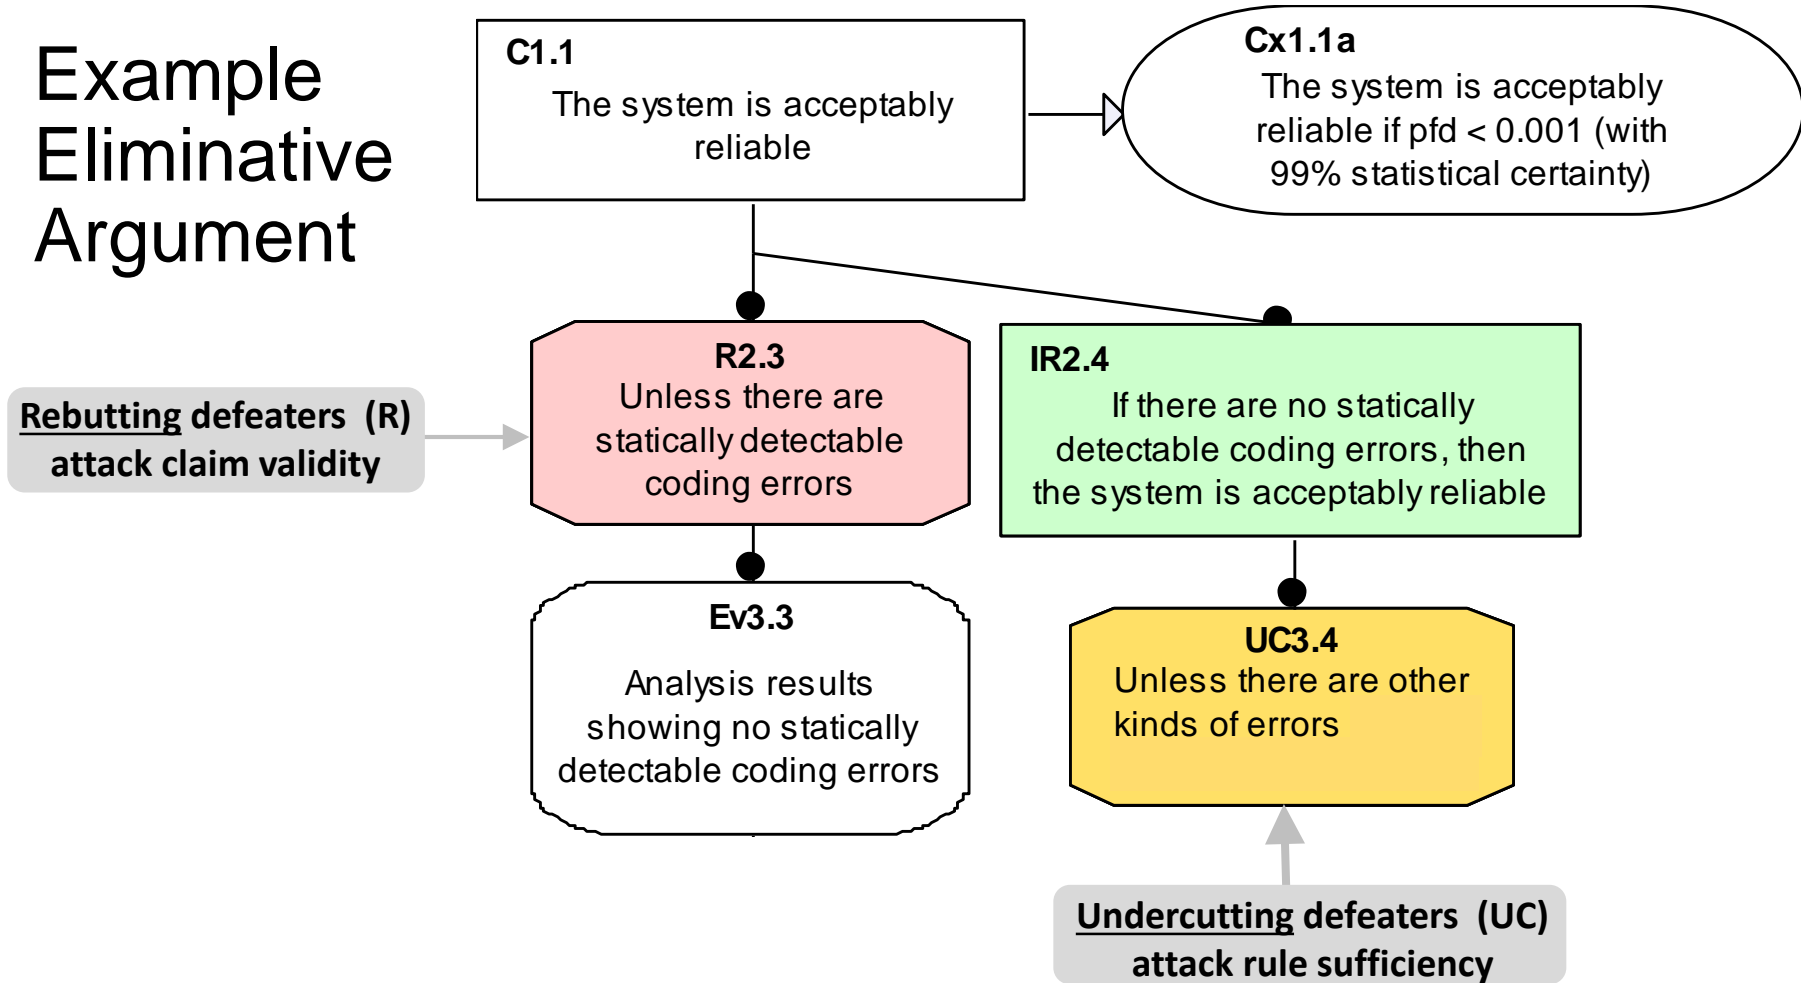 Example
Eliminative
Argument
C1.1
The system is acceptably
reliable
Cx1.1a
The system is acceptably
reliable if pfd < 0.001 (with
99% statistical certainty)
Rebutting defeaters (R)
attack claim validity
R2.3
Unless there are
statically detectable
coding errors
IR2.4
If there are no statically
detectable coding errors, then
the system is acceptably reliable
Ev3.3
Analysis results
showing no statically
detectable coding errors
UC3.4
Unless there are other
kinds of errors
Undercutting defeaters (UC)
attack rule sufficiency